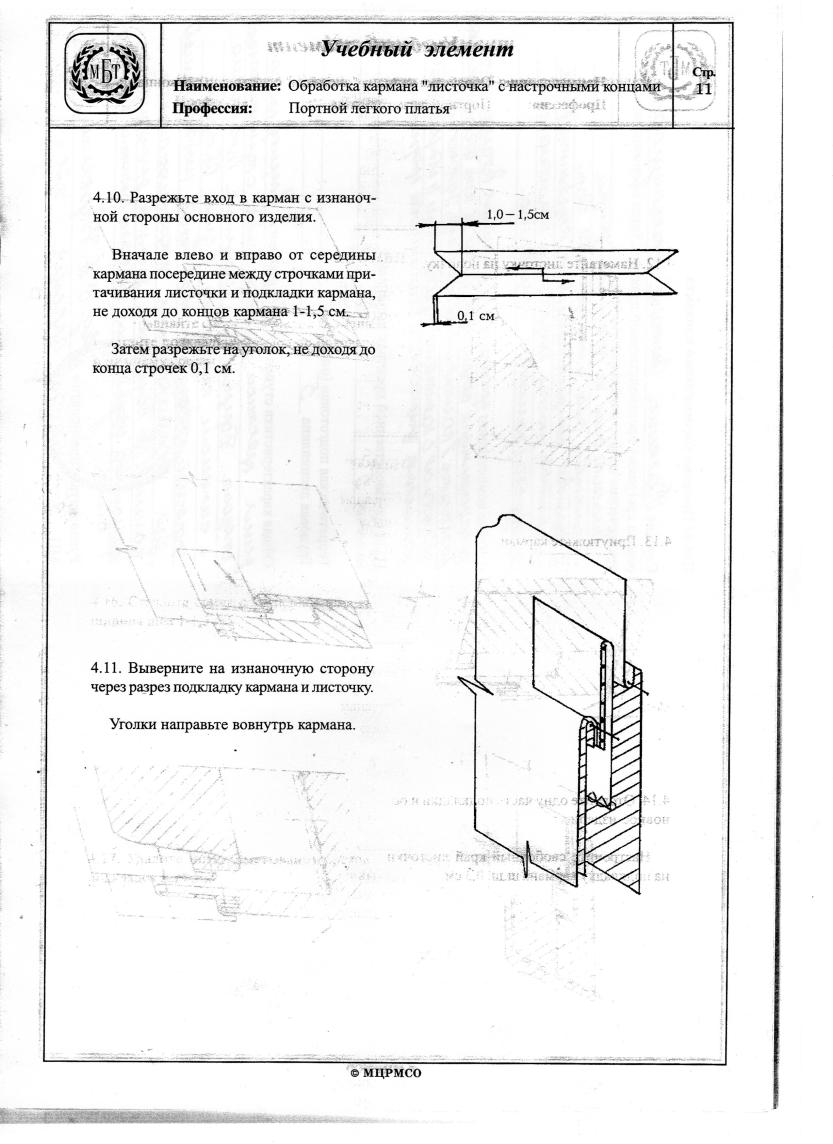 Учебный элемент
МБТ
Наименование: Обработка кармана "листочка" с настрочными концами
Стр.
11
Профессия: Портной легкого платья
4.10. Разрежьте вход в карман с изнаноч-
ной стороны основного изделия.
Вначале влево и вправо от середины
кармана посередине между строчками при-
тачивания листочки и подкладки кармана,
не доходя до концов кармана 1-1,5 см.
Затем разрежьте на уголок, не доходя до
конца строчек 0,1 см.
1,0 – 1,5см
0,1 см
4.11. Выверните на изнаночную сторону
через разрез подкладку кармана и листочку.
Уголки направьте вовнутрь кармана.
© МЦРМСО